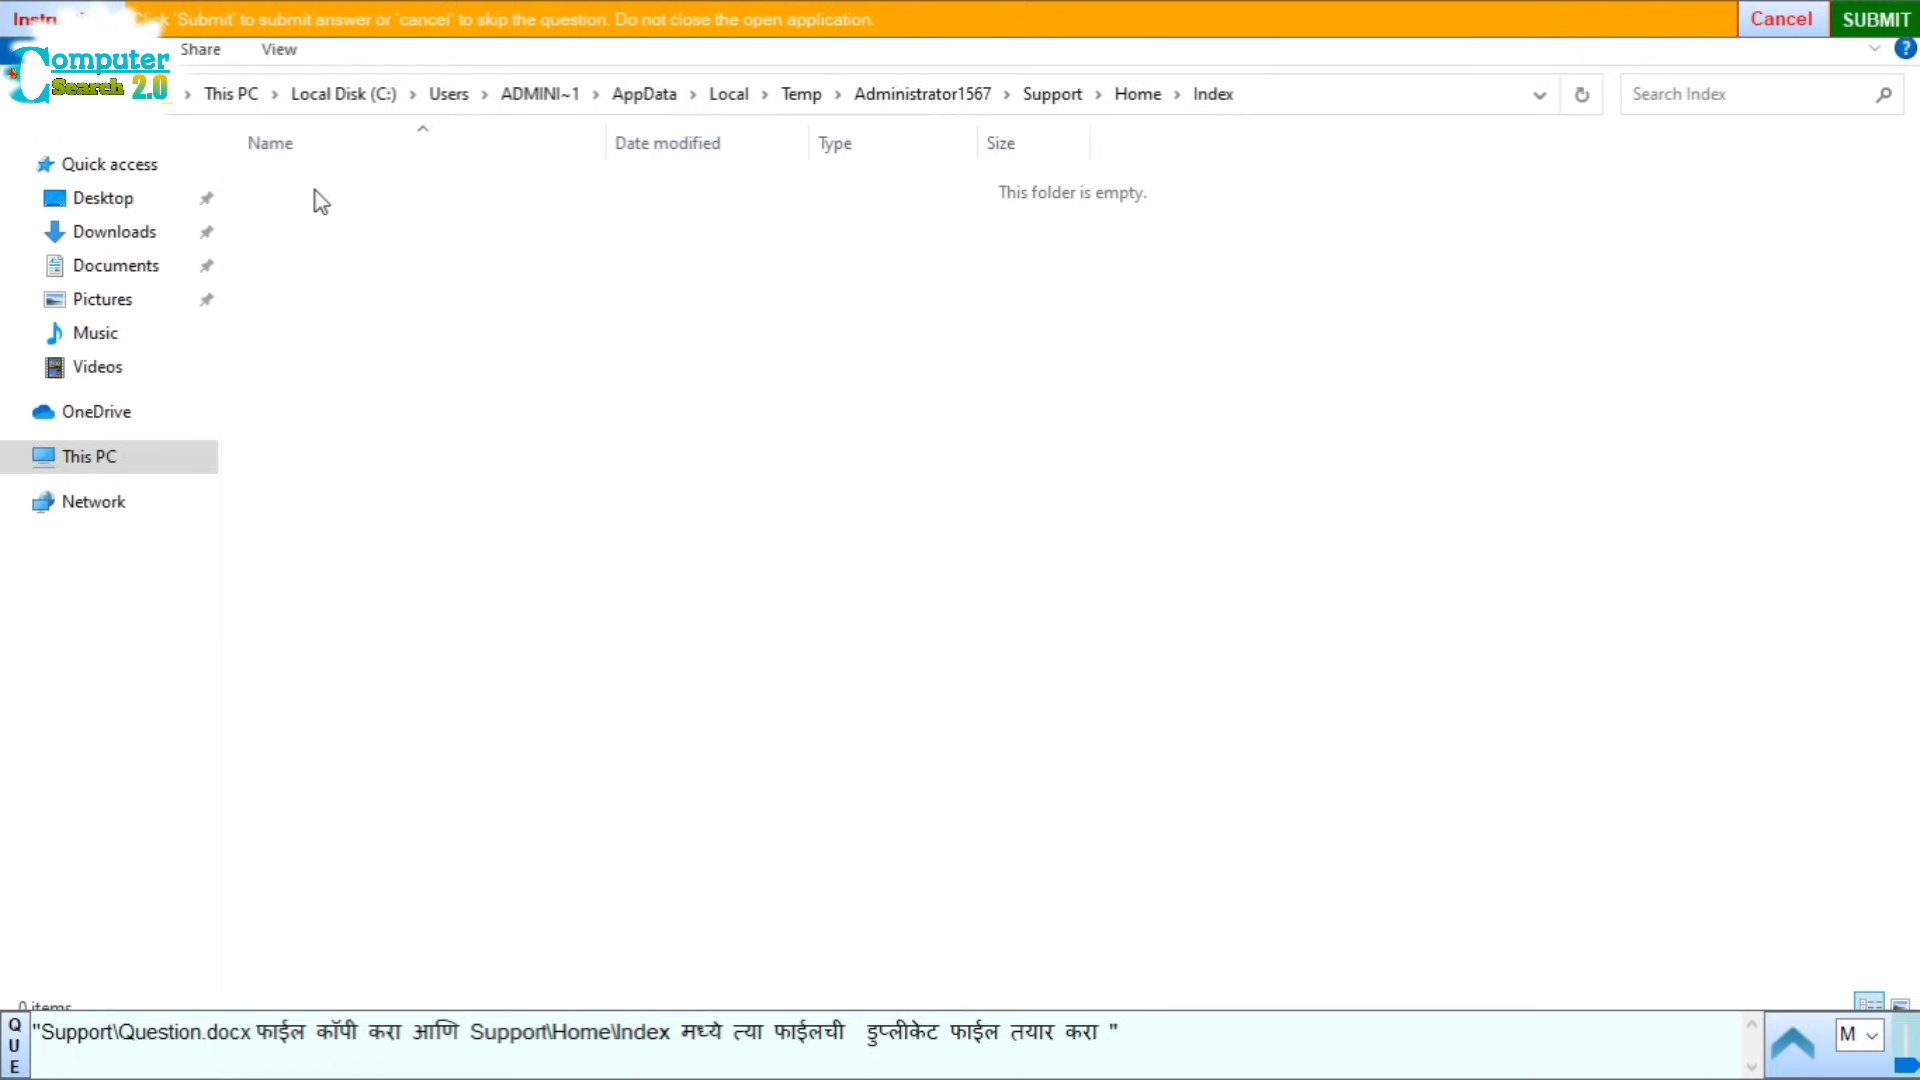 Click 'Submit' to submit answer or 'cancel' to skip the question. Do not close the open application.
Cancel
SUBMIT
Computer
Search 2.0
Share
View
This PC > Local Disk (C:) > Users > ADMINI~1 > AppData > Local > Temp > Administrator1567 > Support > Home > Index
Search Index
Name
Date modified
Type
Size
This folder is empty.
Quick access
Desktop
Downloads
Documents
Pictures
Music
Videos
OneDrive
This PC
Network
0 items
QUE
"Support\Question.docx फाईल कॉपी करा आणि Support\Home\Index मध्ये त्या फाईलची डुप्लीकेट फाईल तयार करा "
M